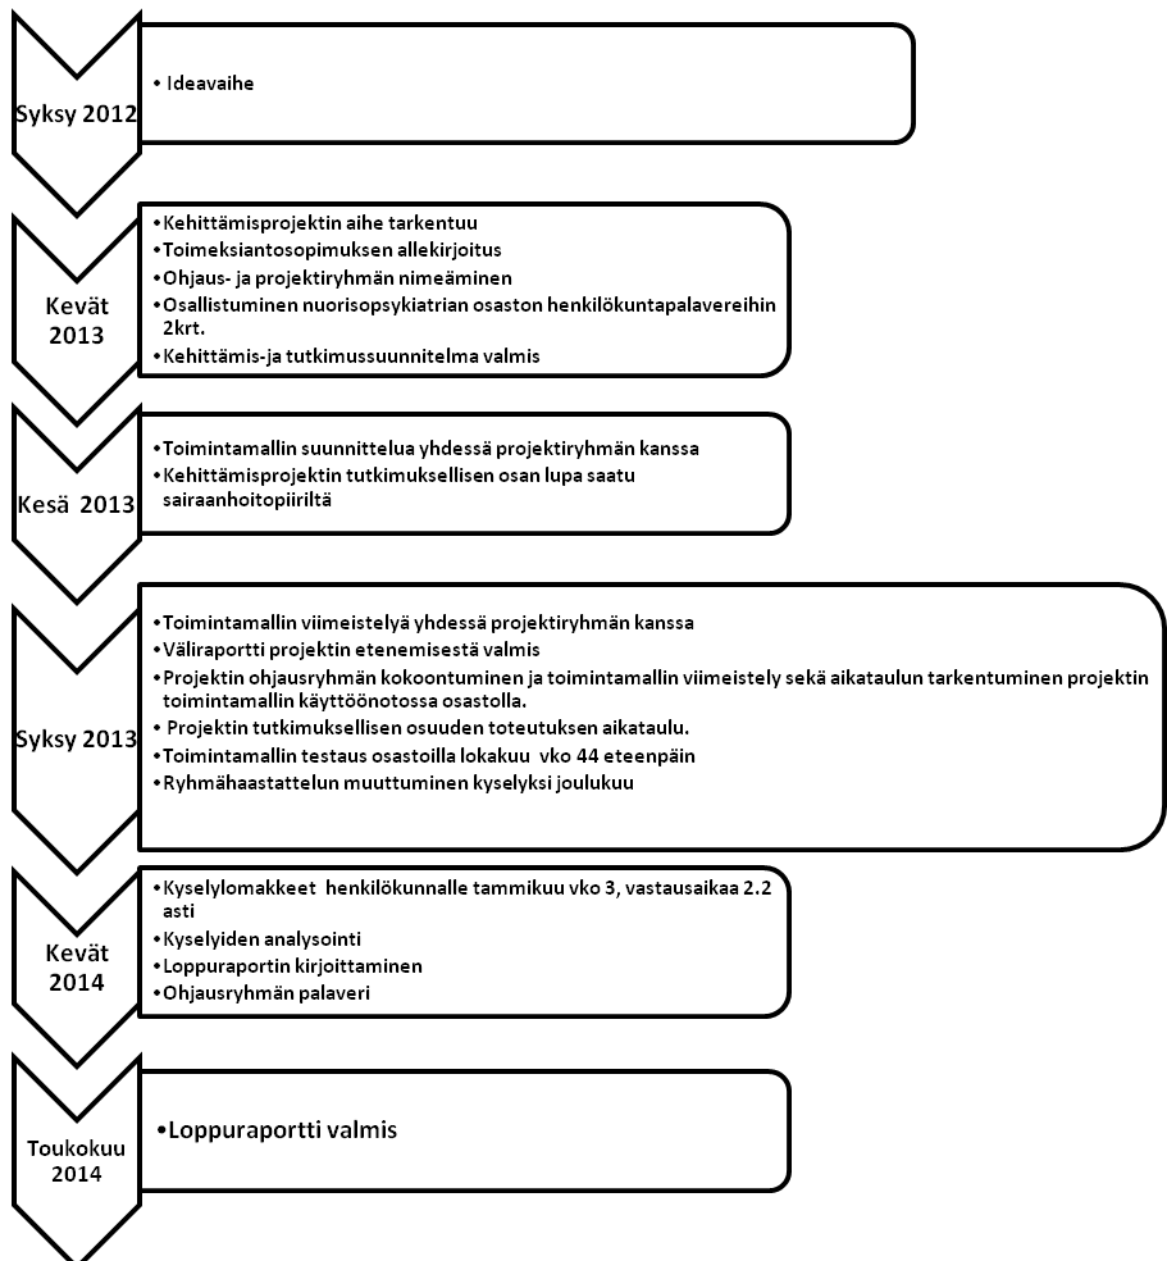 Syksy 2012
• Ideavaihe
Kevät
2013
•Kehittämisprojektin aihe tarkentuu
•Toimeksiantosopimuksen allekirjoitus
•Ohjaus- ja projektiryhmän nimeäminen
•Osallistuminen nuorisopsykiatrian osaston henkilökuntapalavereihin
2krt.
•Kehittämis-ja tutkimussuunnitelma valmis
Kesä 2013
•Toimintamallin suunnittelua yhdessä projektiryhmän kanssa
•Kehittämisprojektin tutkimuksellisen osan lupa saatu
sairaanhoitopiiriltä
Syksy 2013
•Toimintamallin viimeistelyä yhdessä projektiryhmän kanssa
•Väliraportti projektin etenemisestä valmis
•Projektin ohjausryhmän kokoontuminen ja toimintamallin viimeistely sekä aikataulun tarkentuminen projektin
toimintamallin käyttöönotossa osastolla.
• Projektin tutkimuksellisen osuuden toteutuksen aikataulu.
•Toimintamallin testaus osastoilla lokakuu vko 44 eteenpäin
•Ryhmähaastattelun muuttuminen kyselyksi joulukuu
Kevät
2014
•Kyselylomakkeet henkilökunnalle tammikuu vko 3, vastausaikaa 2.2
asti
•Kyselyiden analysointi
•Loppuraportin kirjoittaminen
•Ohjausryhmän palaveri
Toukokuu
2014
•Loppuraportti valmis